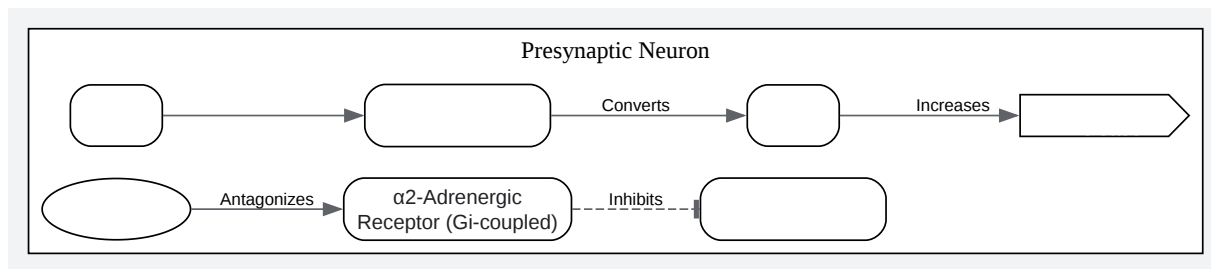 Presynaptic Neuron
Converts
Increases
Antagonizes
α2-Adrenergic
Receptor (Gi-coupled)
Inhibits